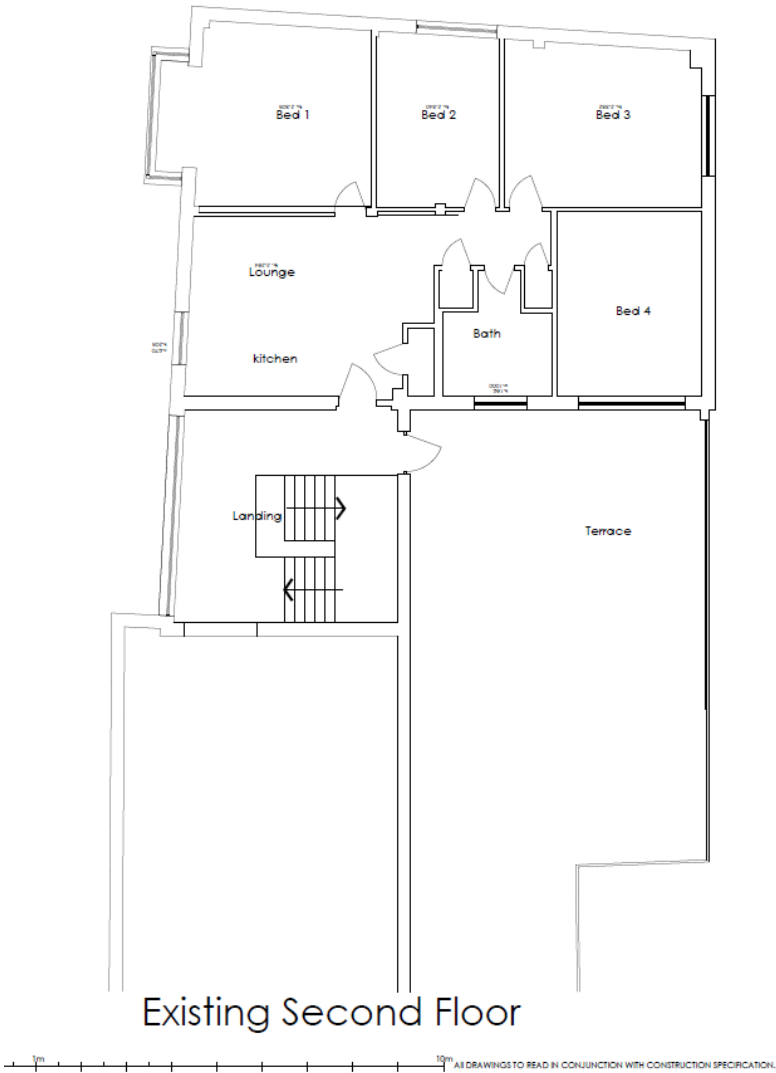 Bed 1
Bed 2
Bed 3
Lounge
Bed 4
Bath
kitchen
Landing
Terrace
Existing Second Floor
1m
10m
All DRAWINGS TO READ IN CONJUNCTION WITH CONSTRUCTION SPECIFICATION.